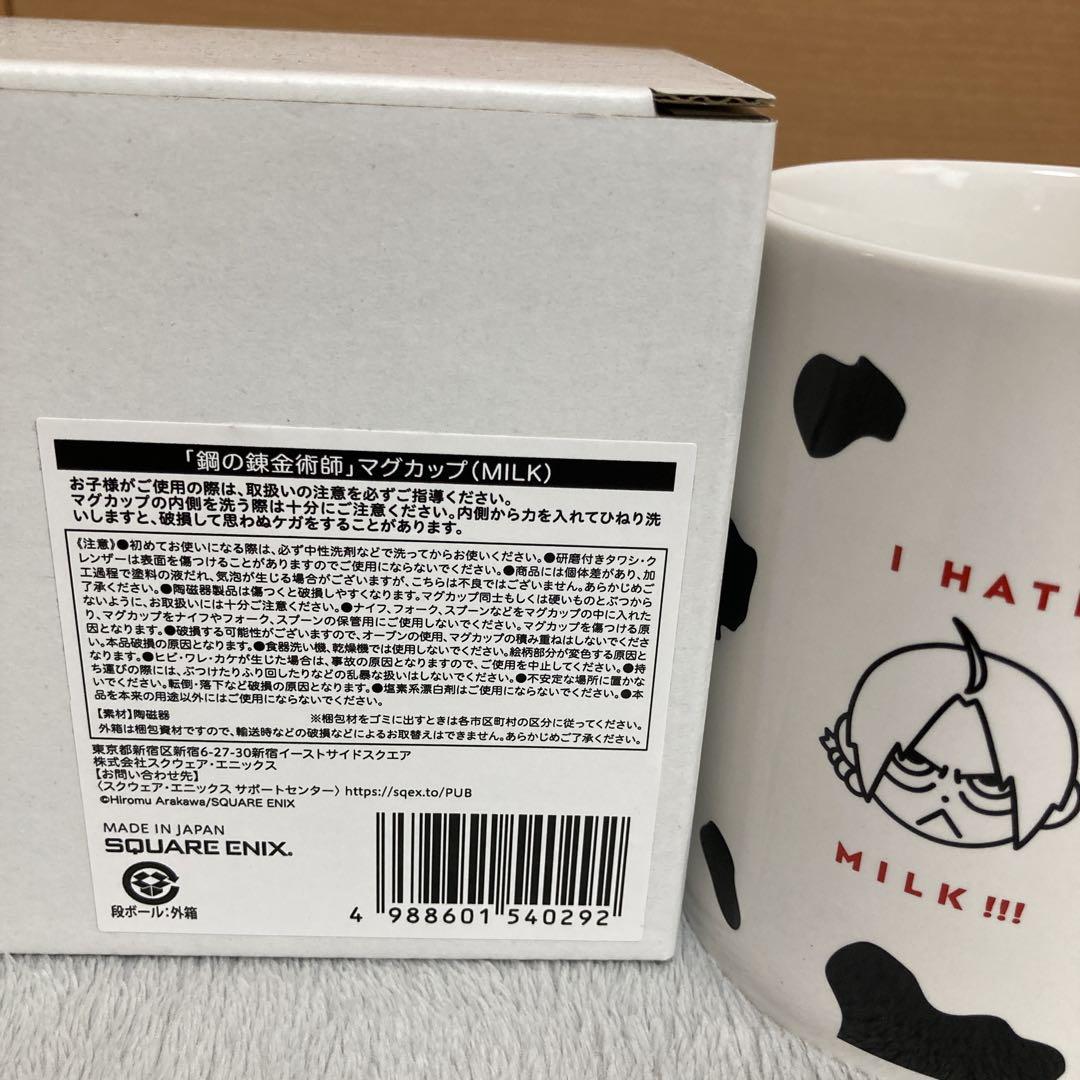 「鋼の錬金術師」マグカップ(MILK)
お子様がご使用の際は、取扱いの注意を必ずご指導ください。
マグカップの内側を洗う際は十分にご注意ください。内側から力を入れてひねり洗
いしますと、破損して思わぬケガをすることがあります。
《注意》●初めてお使いになる際は、必ず中性洗剤などで洗ってからお使いください。●研磨付きタワシ・ク
レンザーは表面を傷つけることがありますのでご使用にならないでください。●商品には個体差があり、加
工過程で塗料の液だれ、気泡が生じる場合がございますが、こちらは不良ではございません。あらかじめご
了承ください。●陶磁器製品は傷つくと破損しやすくなります。マグカップ同士もしくは硬いものとぶつから
ないように、お取扱いには十分ご注意ください。●ナイフ、フォーク、スプーンなどをマグカップの中に入れた
り、マグカップをナイフやフォーク、スプーンの保管用にご使用しないでください。マグカップを傷つける原
因となります。●破損する可能性がございますので、オーブンの使用、マグカップの積み重ねはしないでくださ
い。本品破損の原因となります。●食器洗い機、乾燥機では使用しないでください。絵柄部分が変色する原因と
なります。●ヒビ・ワレ・カケが生じた場合は、事故の原因となりますので、ご使用を中止してください。●持
ち運びの際には、ぶつけたりふり回したりなどの乱暴な扱いはしないでください。●不安定な場所に置かな
いでください。転倒・落下など破損の原因となります。●塩素系漂白剤はご使用にならないでください。●本
品を本来の用途以外にはご使用にならないでください。
【素材】陶磁器 ※梱包材をゴミに出すときは各市区町村の区分に従ってください。
外箱は梱包資材ですので、輸送時などの破損などによるお取替えはできません。あらかじめご了承ください。
東京都新宿区新宿6-27-30新宿イーストサイドスクエア
株式会社スクウェア・エニックス
【お問い合わせ先】
〈スクウェア・エニックス サポートセンター〉 https://sqex.to/PUB
©Hiromu Arakawa/SQUARE ENIX
MADE IN JAPAN
SQUARE ENIX.
段ボール:外箱
4 988601 540292
I HAT
MILK!!!